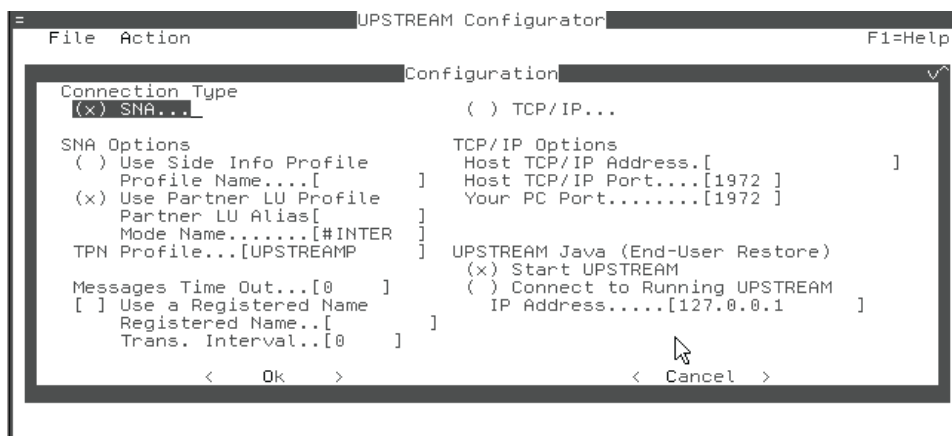 = UPSTREAM Configurator
File Action F1=Help
Configuration v^
Connection Type
(x) SNA..._ ( ) TCP/IP...
SNA Options TCP/IP Options
( ) Use Side Info Profile Host TCP/IP Address.[ ]
Profile Name....[ ] Host TCP/IP Port....[1972 ]
(x) Use Partner LU Profile Your PC Port........[1972 ]
Partner LU Alias[ ]
Mode Name.......[#INTER ]
TPN Profile...[UPSTREAMP ] UPSTREAM Java (End-User Restore)
(x) Start UPSTREAM
Messages Time Out...[0 ] ( ) Connect to Running UPSTREAM
[ ] Use a Registered Name IP Address.....[127.0.0.1 ]
Registered Name..[ ]
Trans. Interval..[0 ]
< Ok > < Cancel >